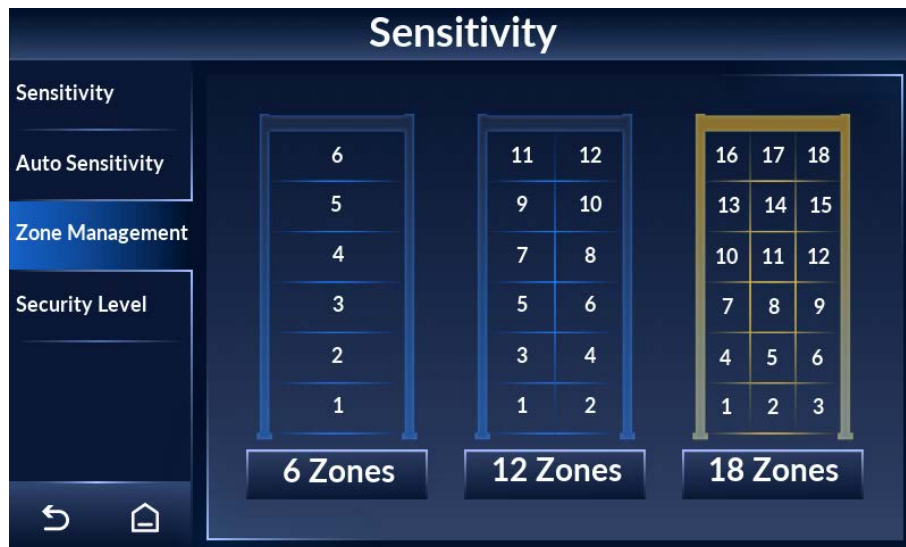 Sensitivity
Sensitivity
Auto Sensitivity
Zone Management
Security Level
6
5
4
3
2
1
6 Zones
11 12
9 10
7 8
5 6
3 4
1 2
12 Zones
16 17 18
13 14 15
10 11 12
7 8 9
4 5 6
1 2 3
18 Zones